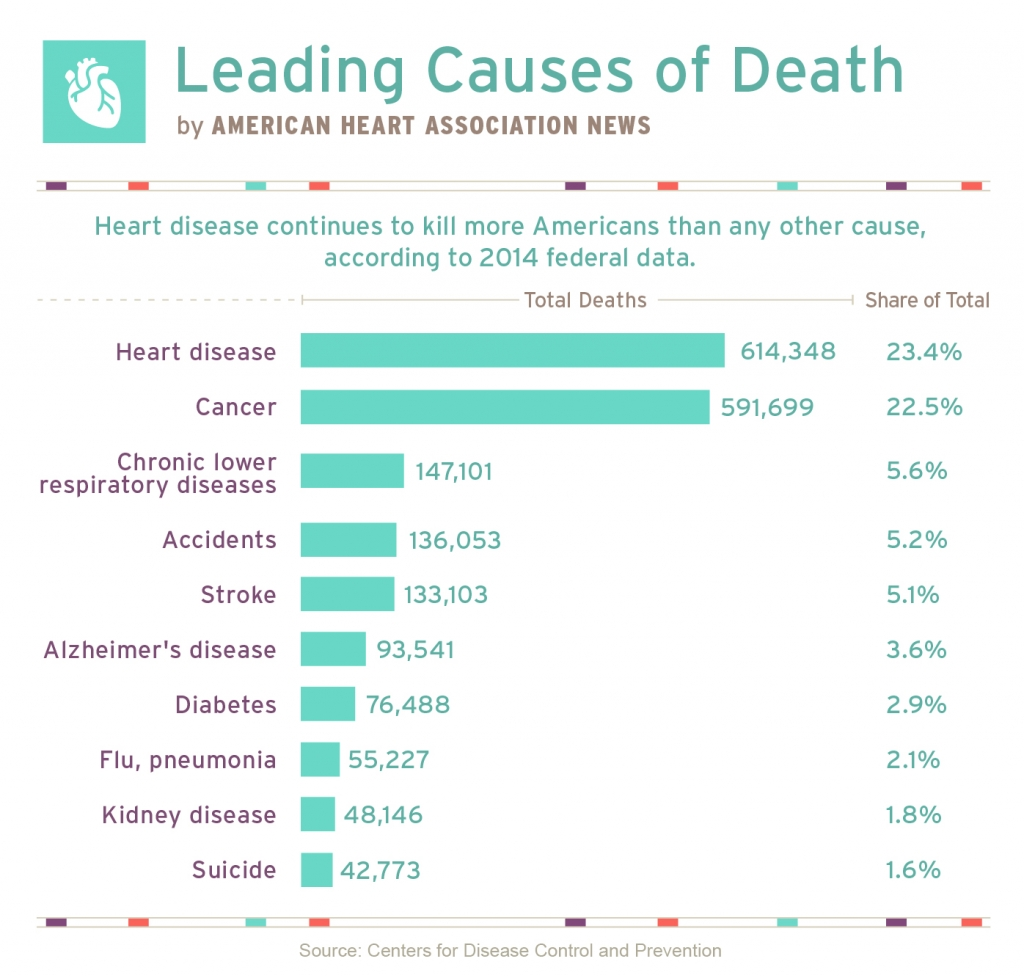 Leading Causes of Death
by AMERICAN HEART ASSOCIATION NEWS
Heart disease continues to kill more Americans than any other cause,
according to 2014 federal data.
Total Deaths Share of Total
Heart disease 614,348 23.4%
Cancer 591,699 22.5%
Chronic lower
respiratory diseases 147,101 5.6%
Accidents 136,053 5.2%
Stroke 133,103 5.1%
Alzheimer's disease 93,541 3.6%
Diabetes 76,488 2.9%
Flu, pneumonia 55,227 2.1%
Kidney disease 48,146 1.8%
Suicide 42,773 1.6%
Source: Centers for Disease Control and Prevention